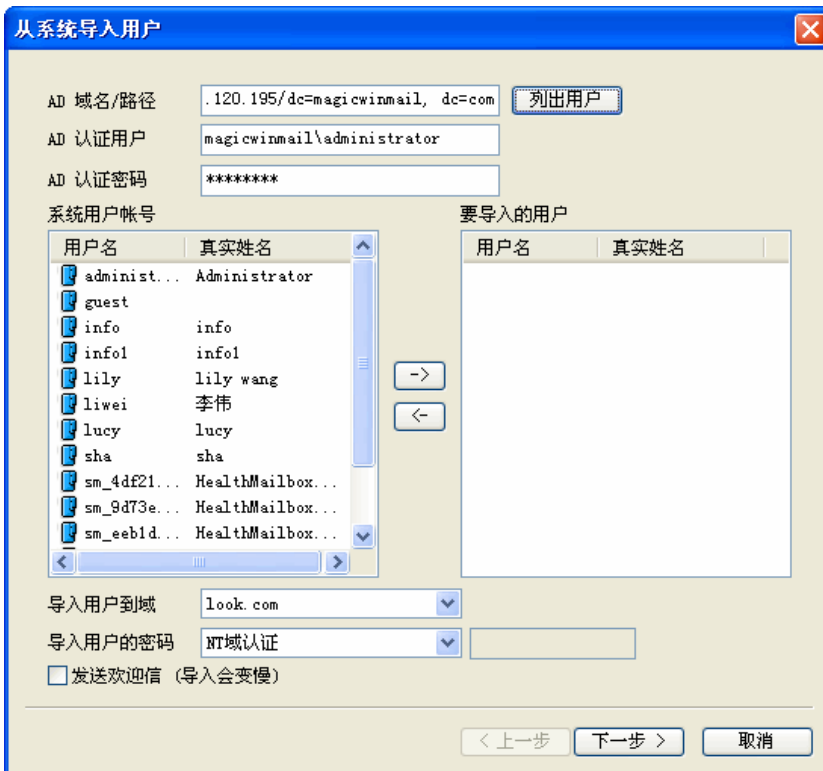 从系统导入用户
AD 域名/路径 .120.195/dc=magicwinmail, dc=com 列出用户
AD 认证用户 magicwinmail\administrator
AD 认证密码 ********
系统用户帐号 要导入的用户
用户名 真实姓名 用户名 真实姓名
administ... Administrator
guest
info info
info1 info1
lily lily wang
liwei 李伟
->
lucy lucy
<-
sha sha
sm_4df21... HealthMailbox...
sm_9d73e... HealthMailbox...
sm_eeb1d... HealthMailbox...
导入用户到域 look.com
导入用户的密码 NT域认证
发送欢迎信 (导入会变慢)
< 上一步 下一步 > 取消